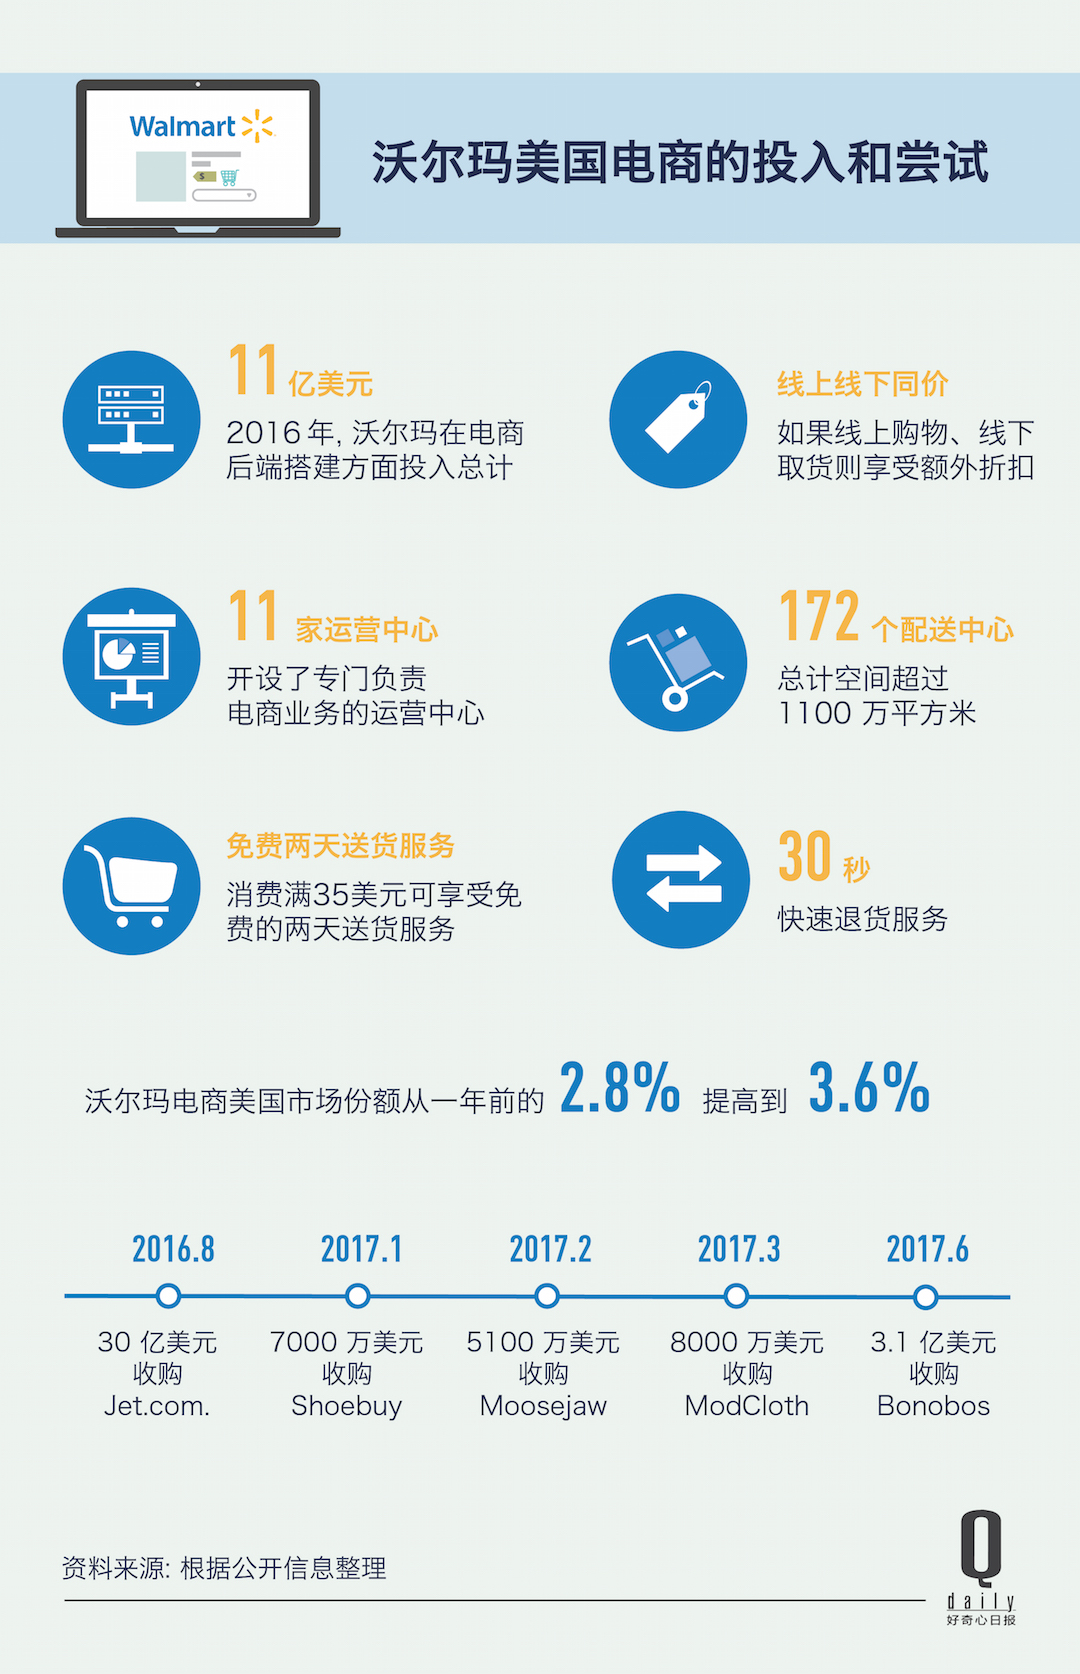 Walmart
$
沃尔玛美国电商的投入和尝试
11 亿美元
2016年, 沃尔玛在电商
后端搭建方面投入总计
线上线下同价
如果线上购物、线下
取货则享受额外折扣
11 家运营中心
开设了专门负责
电商业务的运营中心
172 个配送中心
总计空间超过
1100 万平方米
免费两天送货服务
消费满35美元可享受免
费的两天送货服务
30 秒
快速退货服务
沃尔玛电商美国市场份额从一年前的 2.8% 提高到 3.6%
2016.8
30 亿美元
收购
Jet.com.
2017.1
7000 万美元
收购
Shoebuy
2017.2
5100 万美元
收购
Moosejaw
2017.3
8000 万美元
收购
ModCloth
2017.6
3.1 亿美元
收购
Bonobos
资料来源: 根据公开信息整理
Q
daily
好奇心日报